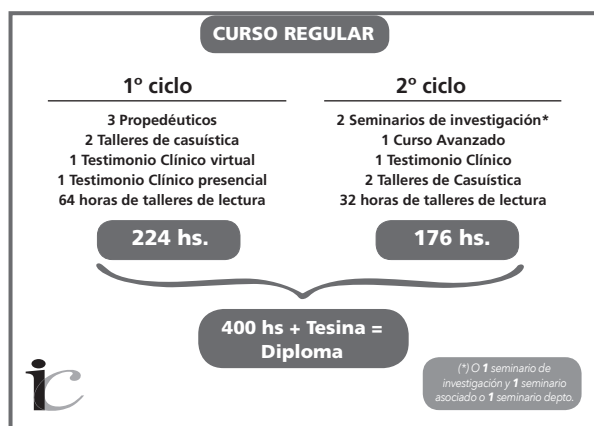 CURSO REGULAR
1º ciclo
3 Propedéuticos
2 Talleres de casuística
1 Testimonio Clínico virtual
1 Testimonio Clínico presencial
64 horas de talleres de lectura
224 hs.
2º ciclo
2 Seminarios de investigación*
1 Curso Avanzado
1 Testimonio Clínico
2 Talleres de Casuística
32 horas de talleres de lectura
176 hs.
400 hs + Tesina =
Diploma
ic
(*) O 1 seminario de
investigación y 1 seminario
asociado o 1 seminario depto.